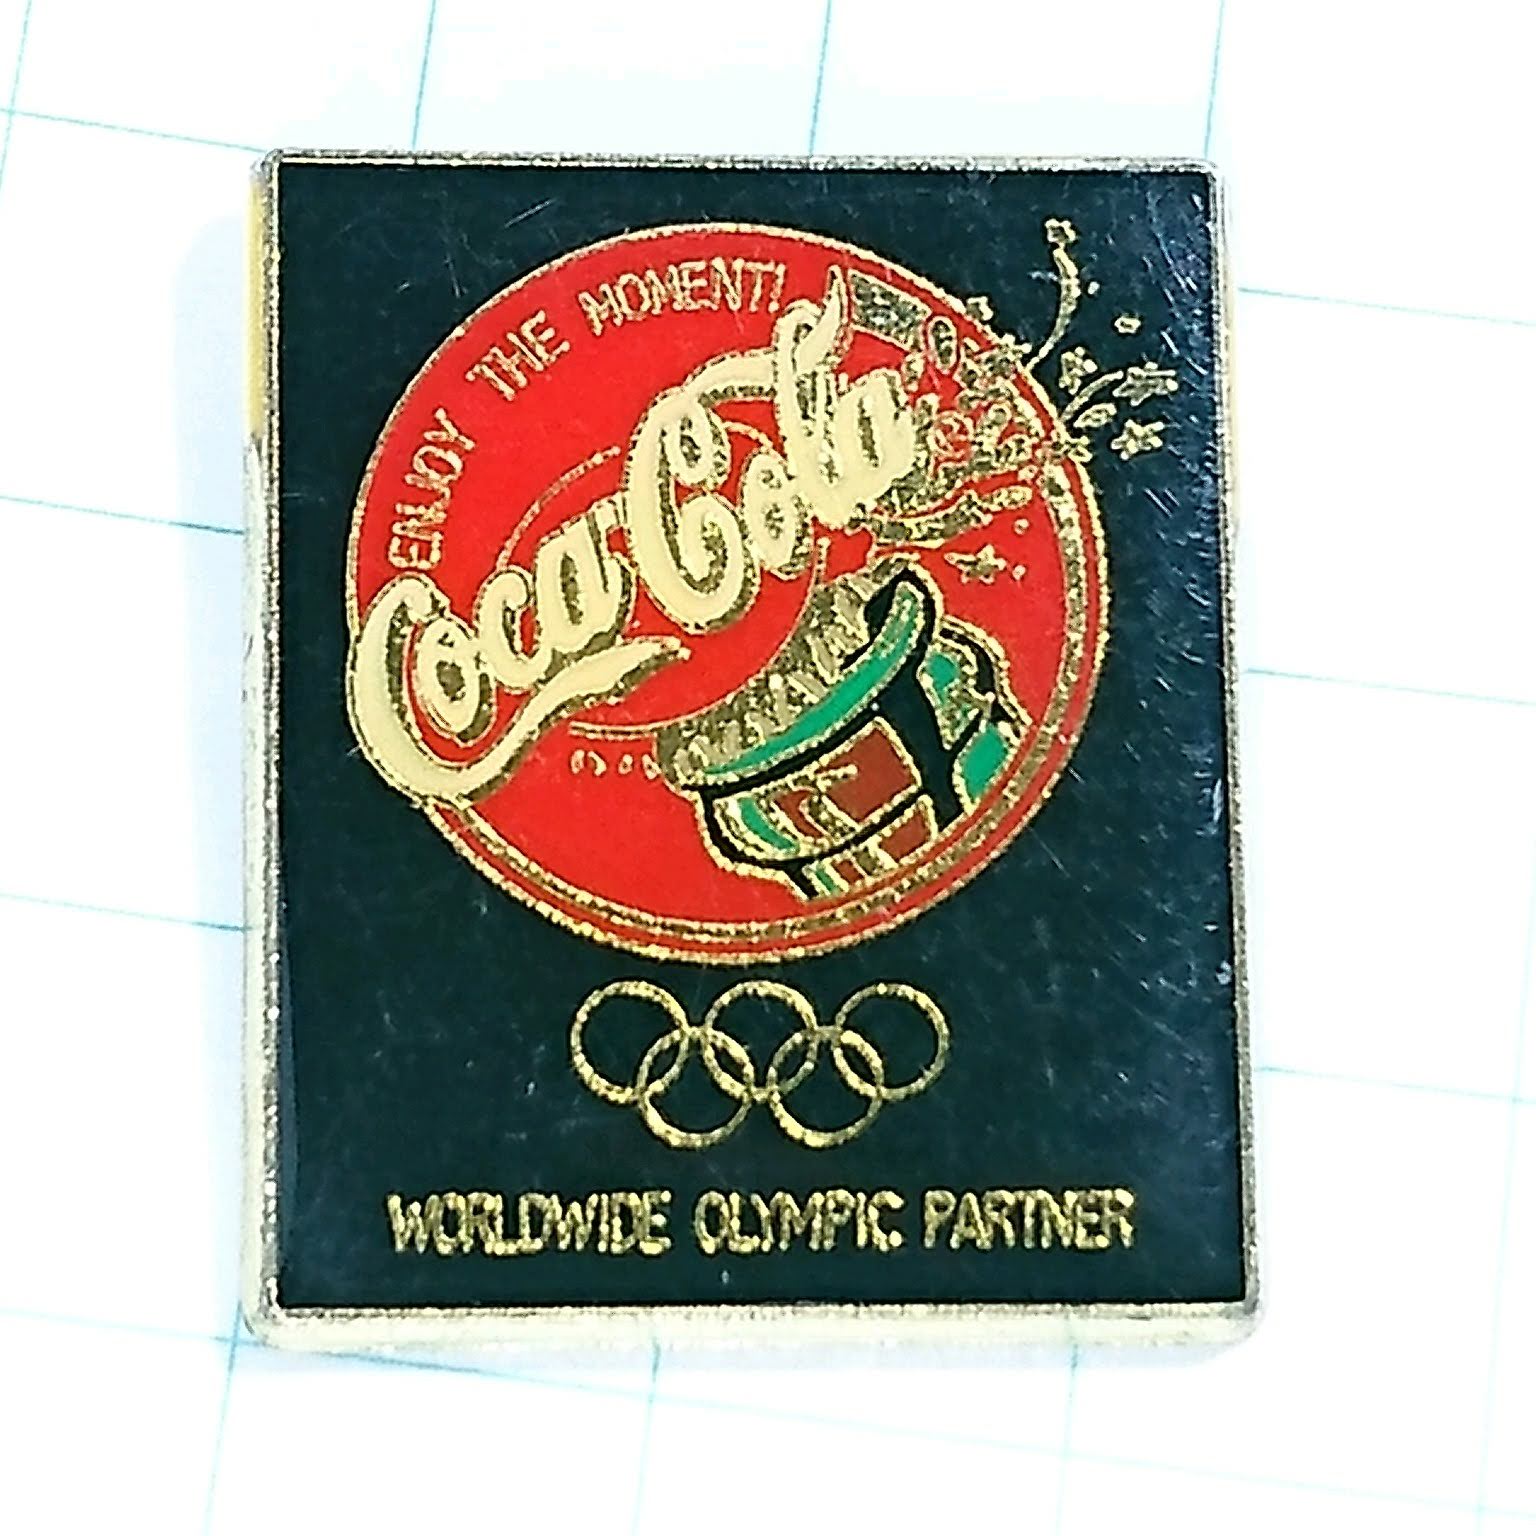 ENJOY THE MOMENT!
Coca-Cola
WORLDWIDE OLYMPIC PARTNER